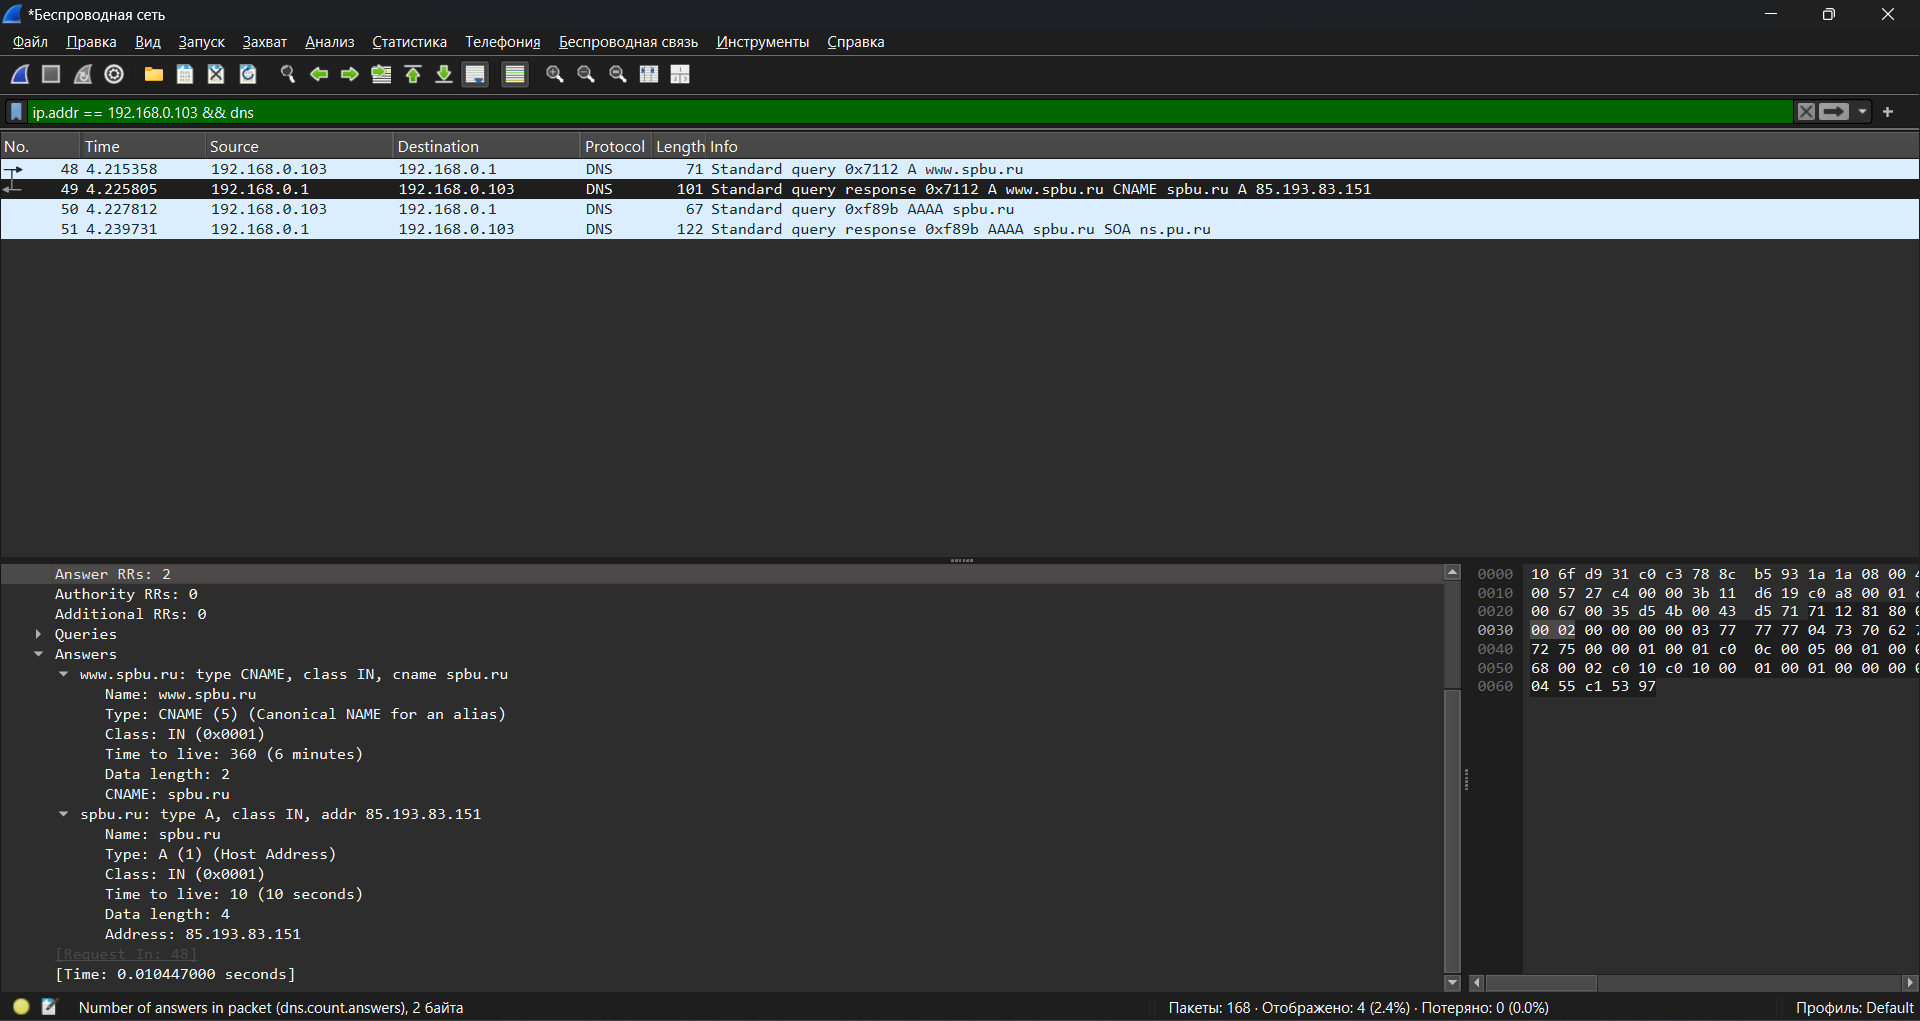 *Беспроводная сеть
Файл Правка Вид Запуск Захват Анализ Статистика Телефония Беспроводная связь Инструменты Справка
ip.addr == 192.168.0.103 && dns
No. Time Source Destination Protocol Length Info
48 4.215358 192.168.0.103 192.168.0.1 DNS 71 Standard query 0x7112 A www.spbu.ru
49 4.225805 192.168.0.1 192.168.0.103 DNS 101 Standard query response 0x7112 A www.spbu.ru CNAME spbu.ru A 85.193.83.151
50 4.227812 192.168.0.103 192.168.0.1 DNS 67 Standard query 0xf89b AAAA spbu.ru
51 4.239731 192.168.0.1 192.168.0.103 DNS 122 Standard query response 0xf89b AAAA spbu.ru SOA ns.pu.ru
Answer RRs: 2
Authority RRs: 0
Additional RRs: 0
Queries
Answers
www.spbu.ru: type CNAME, class IN, cname spbu.ru
Name: www.spbu.ru
Type: CNAME (5) (Canonical NAME for an alias)
Class: IN (0x0001)
Time to live: 360 (6 minutes)
Data length: 2
CNAME: spbu.ru
spbu.ru: type A, class IN, addr 85.193.83.151
Name: spbu.ru
Type: A (1) (Host Address)
Class: IN (0x0001)
Time to live: 10 (10 seconds)
Data length: 4
Address: 85.193.83.151
[Request In: 48]
[Time: 0.010447000 seconds]
0000 10 6f d9 31 c0 c3 78 8c b5 93 1a 1a 08 00
0010 00 57 27 c4 00 00 3b 11 d6 19 c0 a8 00 01
0020 00 67 00 35 d5 4b 00 43 d5 71 71 12 81 80
0030 00 02 00 00 00 00 03 77 77 77 04 73 70 62
0040 72 75 00 00 01 00 01 c0 0c 00 05 00 01 00
0050 68 00 02 c0 10 c0 10 00 01 00 01 00 00 00
0060 04 55 c1 53 97
Number of answers in packet (dns.count.answers), 2 байта
Пакеты: 168 · Отображено: 4 (2.4%) · Потеряно: 0 (0.0%)
Профиль: Default